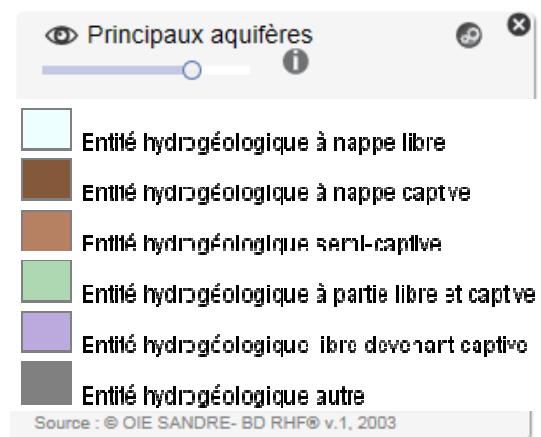 Principaux aquifères
Entité hydrogéologique à nappe libre
Entité hydrogéologique à nappe captive
Entité hydrogéologique semi-captive
Entité hydrogéologique à partie libre et captive
Entité hydrogéologique libre devenant captive
Entité hydrogéologique autre
Source : © OIE SANDRE- BD RHF® v.1, 2003